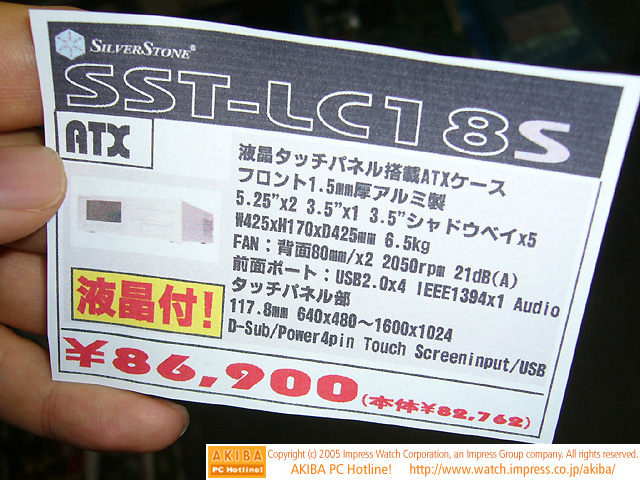 SILVERSTONE®
SST-LC18S
ATX
液晶タッチパネル搭載ATXケース
フロント1.5mm厚アルミ製
5.25"x2 3.5"x1 3.5"シャドウベイx5
W425xH170xD425mm 6.5kg
FAN：背面80mm/x2 2050rpm 21dB(A)
前面ポート：USB2.0x4 IEEE1394x1 Audio
タッチパネル部
117.8mm 640x480～1600x1024
D-Sub/Power4pin Touch Screeninput/USB
液晶付!
¥86,900(本体¥82,762)
AKIBA PC Hotline!
Copyright (c) 2005 Impress Watch Corporation, an Impress Group company. All rights reserved.
AKIBA PC Hotline! http://www.watch.impress.co.jp/akiba/